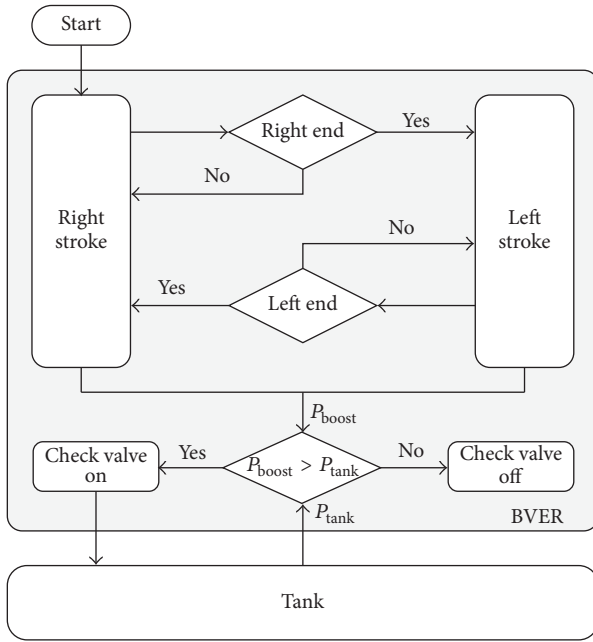 Start
Right end
Yes
No
Right
stroke
Left
stroke
No
Yes
Left end
P_boost
Check valve
on
Yes
P_boost > P_tank
No
Check valve
off
P_tank
BVER
Tank